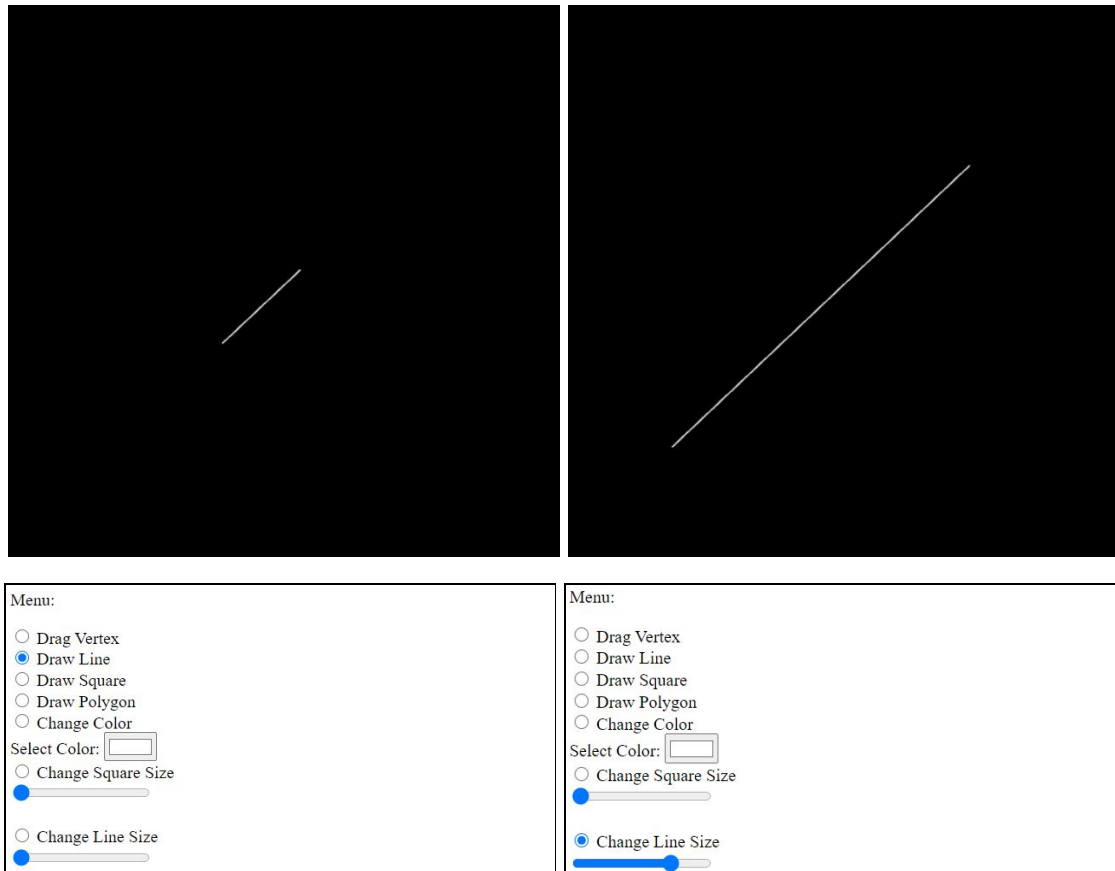 Menu:
Drag Vertex
Draw Line
Draw Square
Draw Polygon
Change Color
Select Color:
Change Square Size
Change Line Size
Menu:
Drag Vertex
Draw Line
Draw Square
Draw Polygon
Change Color
Select Color:
Change Square Size
Change Line Size